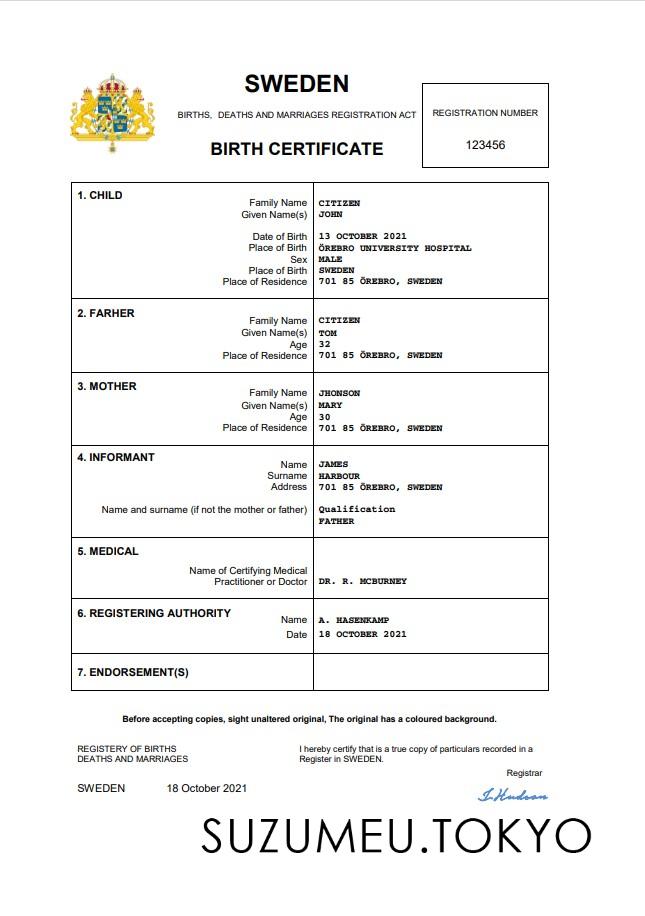 SWEDEN
BIRTHS, DEATHS AND MARRIAGES REGISTRATION ACT
BIRTH CERTIFICATE
REGISTRATION NUMBER
123456
1. CHILD
Family Name CITIZEN
Given Name(s) JOHN
Date of Birth 13 OCTOBER 2021
Place of Birth ÖREBRO UNIVERSITY HOSPITAL
Sex MALE
Place of Birth SWEDEN
Place of Residence 701 85 ÖREBRO, SWEDEN
2. FARHER
Family Name CITIZEN
Given Name(s) TOM
Age 32
Place of Residence 701 85 ÖREBRO, SWEDEN
3. MOTHER
Family Name JHONSON
Given Name(s) MARY
Age 30
Place of Residence 701 85 ÖREBRO, SWEDEN
4. INFORMANT
Name JAMES
Surname HARBOUR
Address 701 85 ÖREBRO, SWEDEN
Name and surname (if not the mother or father) Qualification
FATHER
5. MEDICAL
Name of Certifying Medical
Practitioner or Doctor DR. R. MCBURNEY
6. REGISTERING AUTHORITY
Name A. HASENKAMP
Date 18 OCTOBER 2021
7. ENDORSEMENT(S)
Before accepting copies, sight unaltered original, The original has a coloured background.
REGISTERY OF BIRTHS
DEATHS AND MARRIAGES
I hereby certify that is a true copy of particulars recorded in a
Register in SWEDEN.
Registrar
SWEDEN 18 October 2021
I. Hudson
SUZUMEU.TOKYO